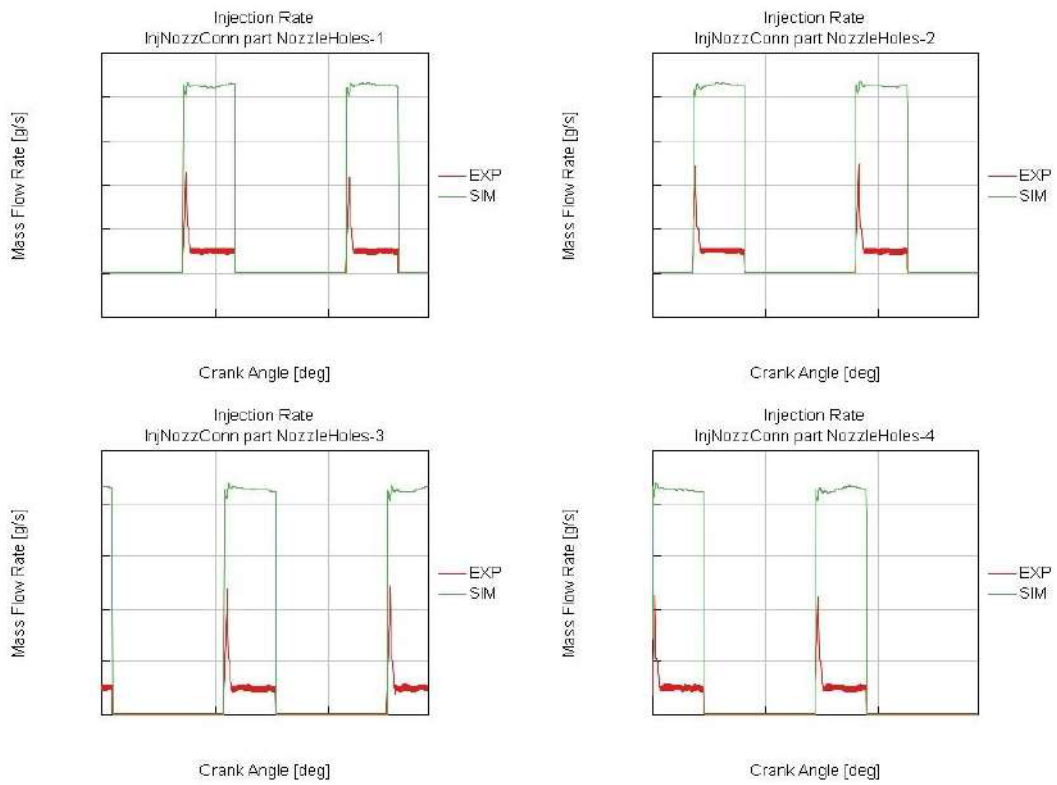 Injection Rate
InjNozzConn part NozzleHoles-1
Mass Flow Rate [g/s]
EXP
SIM
Crank Angle [deg]
Injection Rate
InjNozzConn part NozzleHoles-2
Mass Flow Rate [g/s]
EXP
SIM
Crank Angle [deg]
Injection Rate
InjNozzConn part NozzleHoles-3
Mass Flow Rate [g/s]
EXP
SIM
Crank Angle [deg]
Injection Rate
InjNozzConn part NozzleHoles-4
Mass Flow Rate [g/s]
EXP
SIM
Crank Angle [deg]